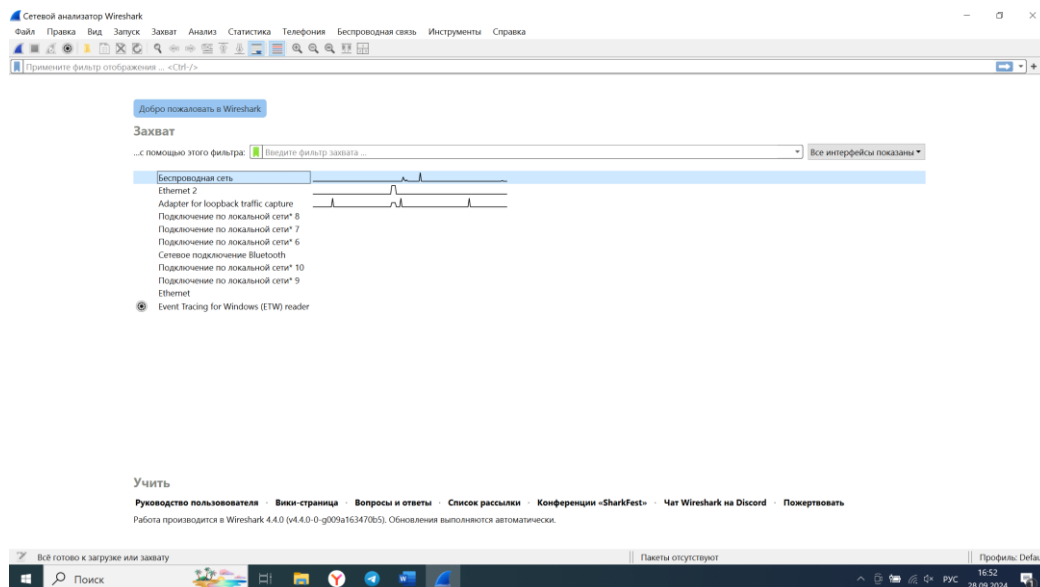 Сетевой анализатор Wireshark
Файл Правка Вид Запуск Захват Анализ Статистика Телефония Беспроводная связь Инструменты Справка
Примените фильтр отображения ... <Ctrl-/>
Добро пожаловать в Wireshark
Захват
...с помощью этого фильтра: Введите фильтр захвата ... Все интерфейсы показаны
Беспроводная сеть
Ethernet 2
Adapter for loopback traffic capture
Подключение по локальной сети* 8
Подключение по локальной сети* 7
Подключение по локальной сети* 6
Сетевое подключение Bluetooth
Подключение по локальной сети* 10
Подключение по локальной сети* 9
Ethernet
Event Tracing for Windows (ETW) reader
Учить
Руководство пользовователя · Вики-страница · Вопросы и ответы · Список рассылки · Конференции «SharkFest» · Чат Wireshark на Discord · Пожертвовать
Работа производится в Wireshark 4.4.0 (v4.4.0-0-g009a163470b5). Обновления выполняются автоматически.
Всё готово к загрузке или захвату Пакеты отсутствуют Профиль: Defau
Поиск РУС 16:52
28.09.2024